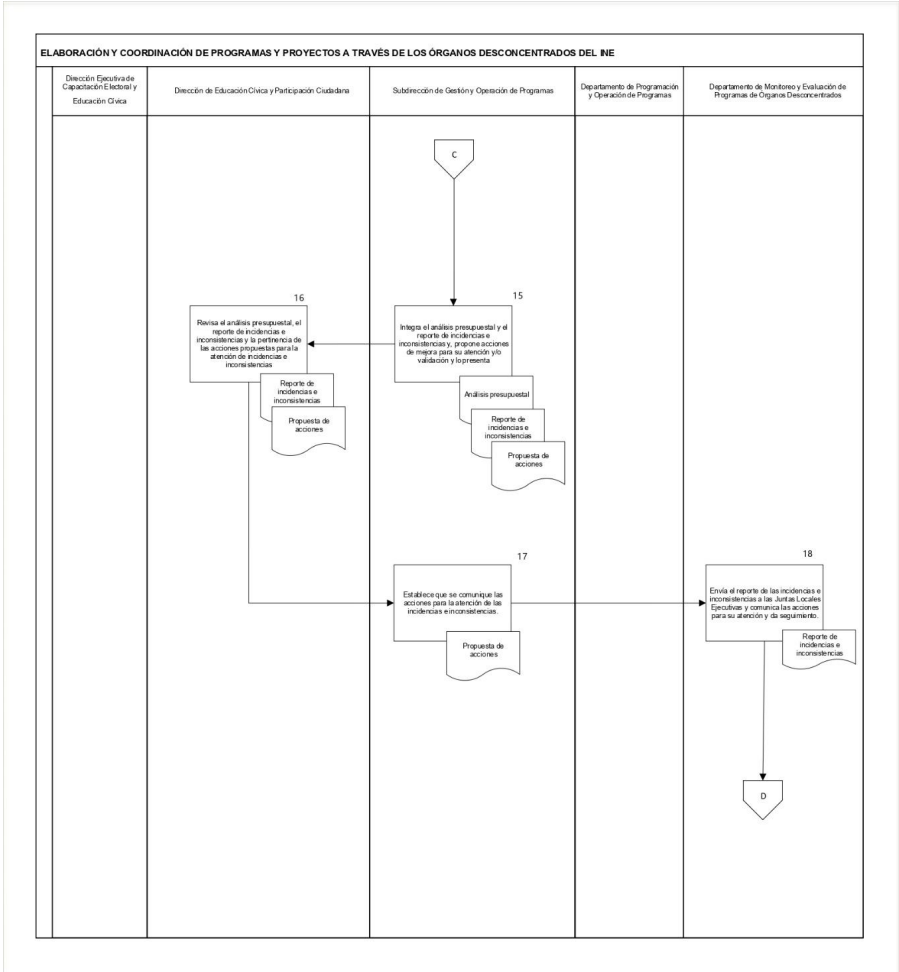 ELABORACIÓN Y COORDINACIÓN DE PROGRAMAS Y PROYECTOS A TRAVÉS DE LOS ÓRGANOS DESCONCENTRADOS DEL INE
Dirección Ejecutiva de
Capacitación Electoral y
Educación Cívica
Dirección de Educación Cívica y Participación Ciudadana
Subdirección de Gestión y Operación de Programas
Departamento de Programación
y Operación de Programas
Departamento de Monitoreo y Evaluación de
Programas de Órganos Desconcentrados
C
16
Revisa el análisis presupuestal, el
reporte de incidencias e
inconsistencias y la pertinencia de
las acciones propuestas para la
atención de incidencias e
inconsistencias
Reporte de
incidencias e
inconsistencias
Propuesta de
acciones
15
Integra el análisis presupuestal y el
reporte de incidencias e
inconsistencias y, propone acciones
de mejora para su atención y/o
validación y lo presenta
Análisis presupuestal
Reporte de
incidencias e
inconsistencias
Propuesta de
acciones
17
Establece que se comunique las
acciones para la atención de las
incidencias e inconsistencias.
Propuesta de
acciones
18
Envía el reporte de las incidencias e
inconsistencias a las Juntas Locales
Ejecutivas y comunica las acciones
para su atención y da seguimiento.
Reporte de
incidencias e
inconsistencias
D